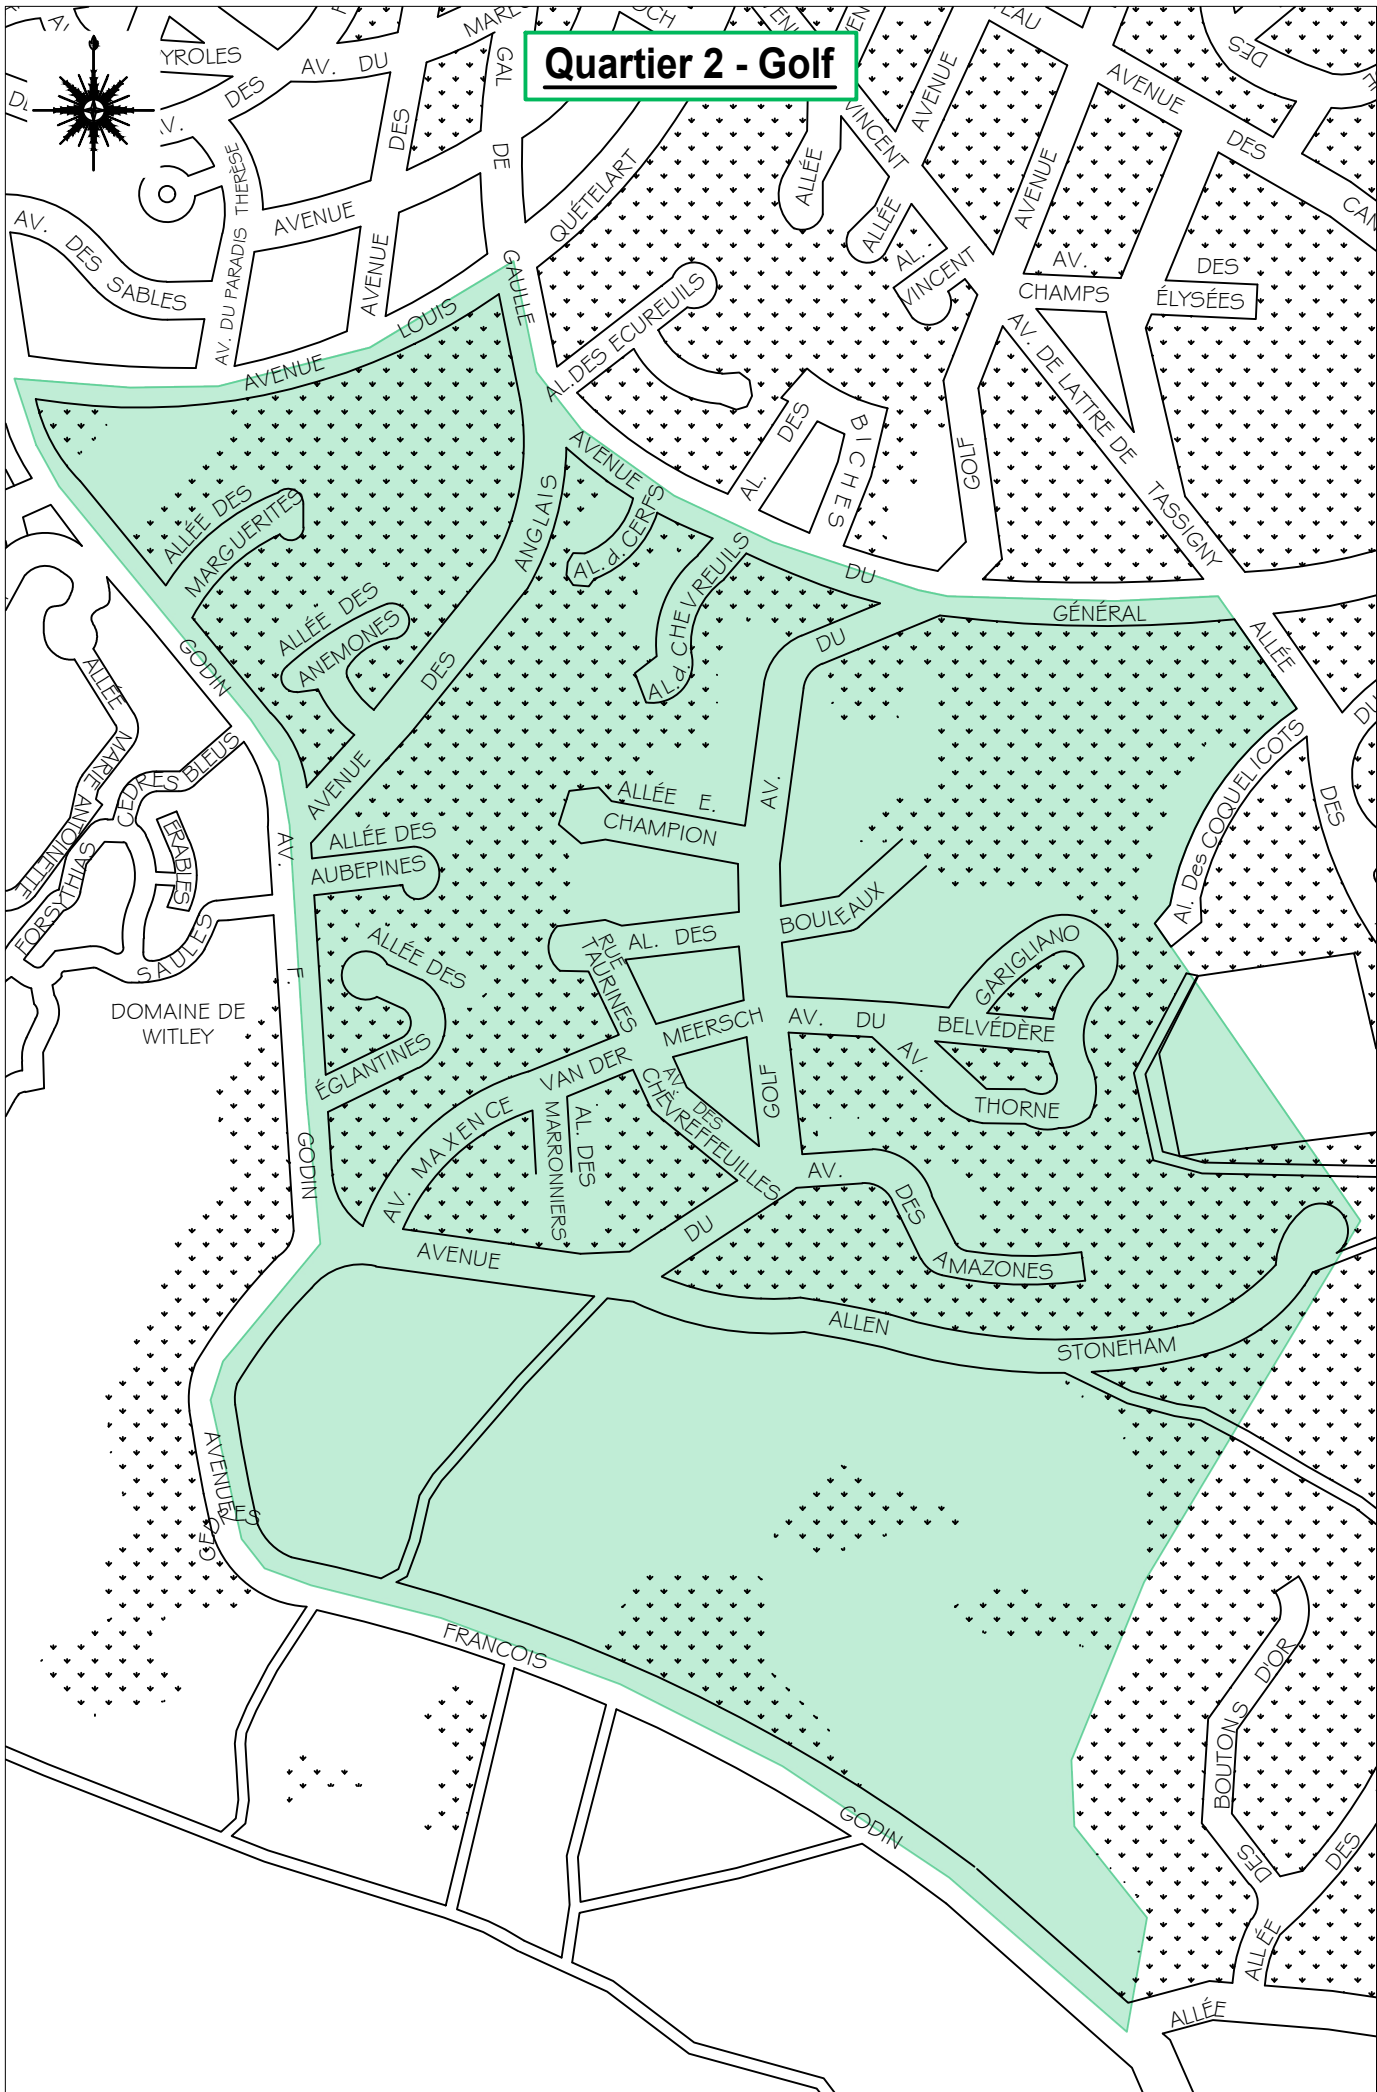 Quartier 2 - Golf
YROLES
AV. DU
GAL
DES
DES
DE
AV. DU PARADIS THERÈSE
AVENUE
AVENUE
AV. DES SABLES
GAULLE
QUÉTELART
ALLÉE
VINCENT
AVENUE
AVENUE
DES
DES
ALLÉE
AL.
VINCENT
AVENUE
AV. DES
CHAMPS ÉLYSÉES
AV. DE LATTRE DE
TASSIGNY
AVENUE LOUIS
AL.DES ECUREUILS
AL. DES
BICHES
GOLF
AVENUE
DU
GÉNÉRAL
ALLÉE
DES
ALLÉE DES
MARGUERITES
ANGLAIS
DES
AVENUE
AL. d. CERFS
AL.d. CHEVREUILS
ALLÉE DES
ANEMONES
GODIN
DU
AV.
ALLÉE
MARIE ANTOINETTE
CEDRES BLEUS
ERABLES
FORSYTHIAS
SAULES
DOMAINE DE
WITLEY
AV.
F.
GODIN
ALLÉE DES
AUBEPINES
ALLÉE E.
CHAMPION
Al. Des COQUELICOTS
AL. DES
BOULEAUX
RUE
TAURINES
ALLÉE DES
ÉGLANTINES
GARIGLIANO
AV. DU
BELVÉDÈRE
AV.
THORNE
AV. MAXENCE
VAN DER
MEERSCH
GOLF
AV. DES
CHÈVREFFEUILLES
AL. DES
MARRONNIERS
AV.
DES
AMAZONES
AVENUE
DU
ALLEN
STONEHAM
AVENUE
FRANCOIS
GODIN
BOUTONS D'OR
DES
DES
ALLÉE
ALLÉE